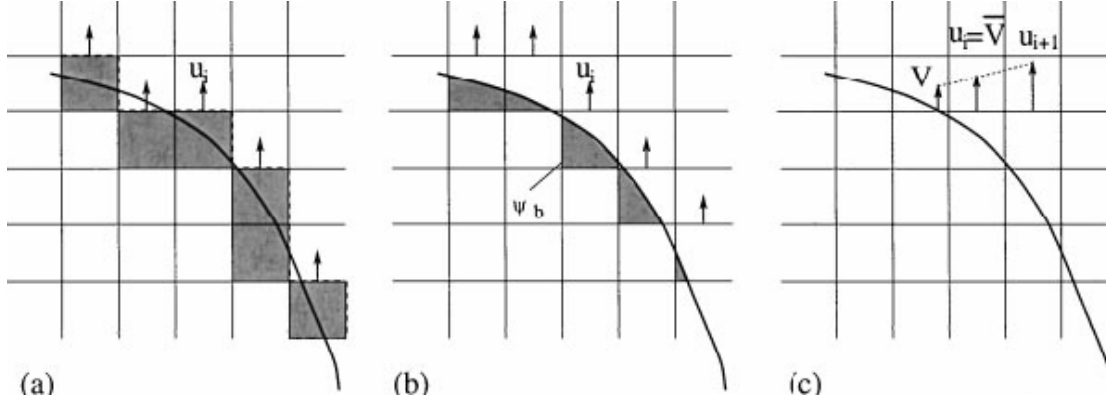 u_i
(a)
u_i
ψ_b
(b)
u_i=V̅
u_{i+1}
V
(c)